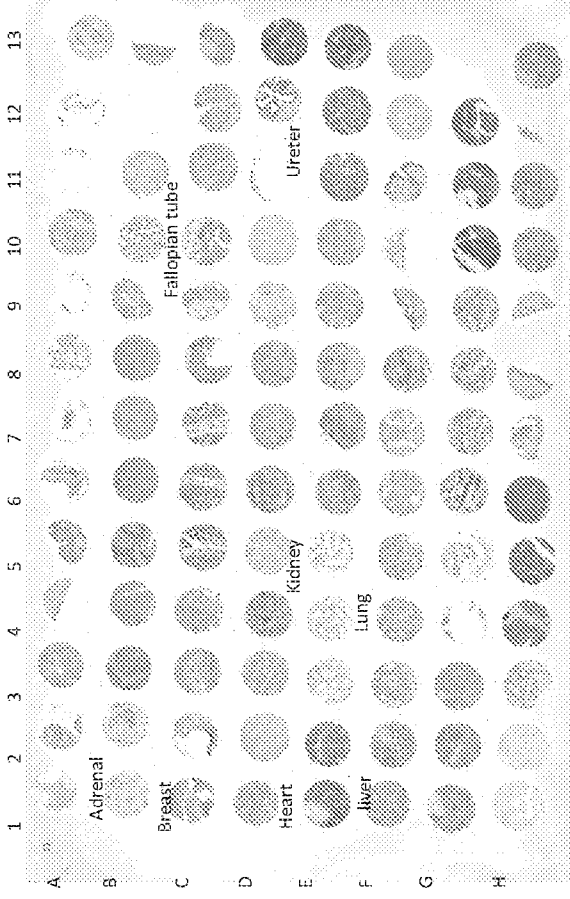 1 2 3 4 5 6 7 8 9 10 11 12 13
A
Adrenal
B
Breast
Fallopian tube
C
D
Heart
Kidney
Ureter
E
liver
Lung
F
G
H